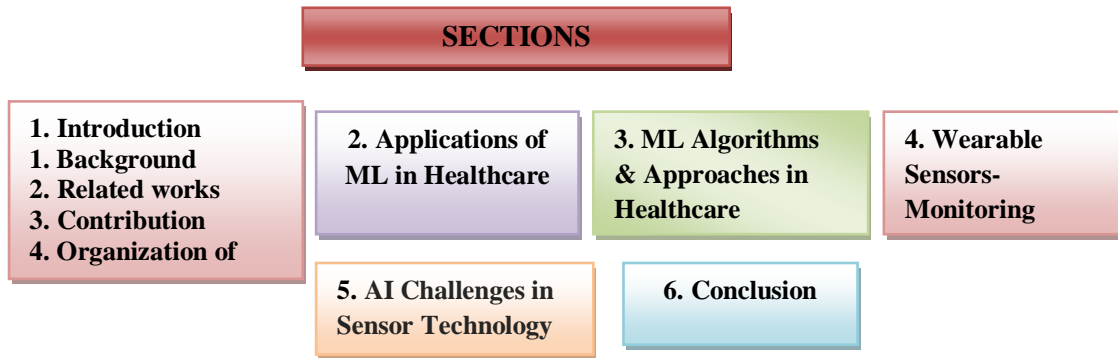 SECTIONS
1. Introduction
1. Background
2. Related works
3. Contribution
4. Organization of
2. Applications of
ML in Healthcare
3. ML Algorithms
& Approaches in
Healthcare
4. Wearable
Sensors-
Monitoring
5. AI Challenges in
Sensor Technology
6. Conclusion